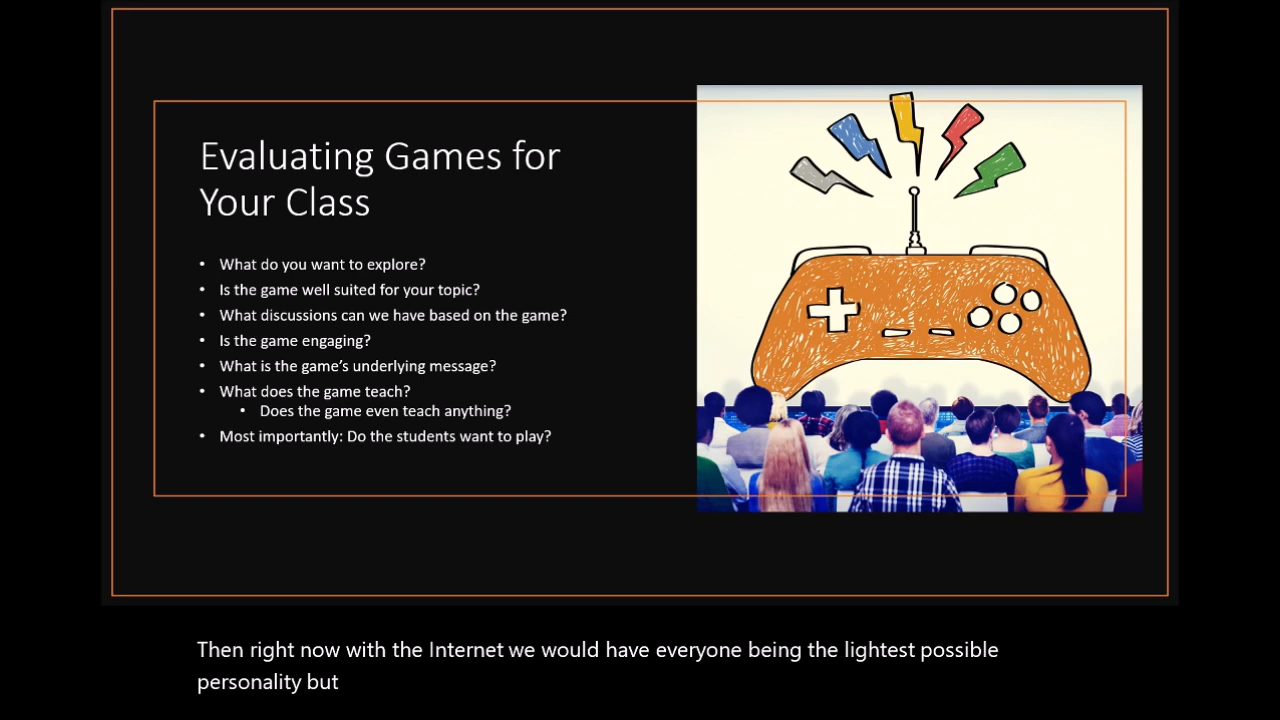 Evaluating Games for
Your Class
• What do you want to explore?
• Is the game well suited for your topic?
• What discussions can we have based on the game?
• Is the game engaging?
• What is the game's underlying message?
• What does the game teach?
• Does the game even teach anything?
• Most importantly: Do the students want to play?
Then right now with the Internet we would have everyone being the lightest possible
personality but